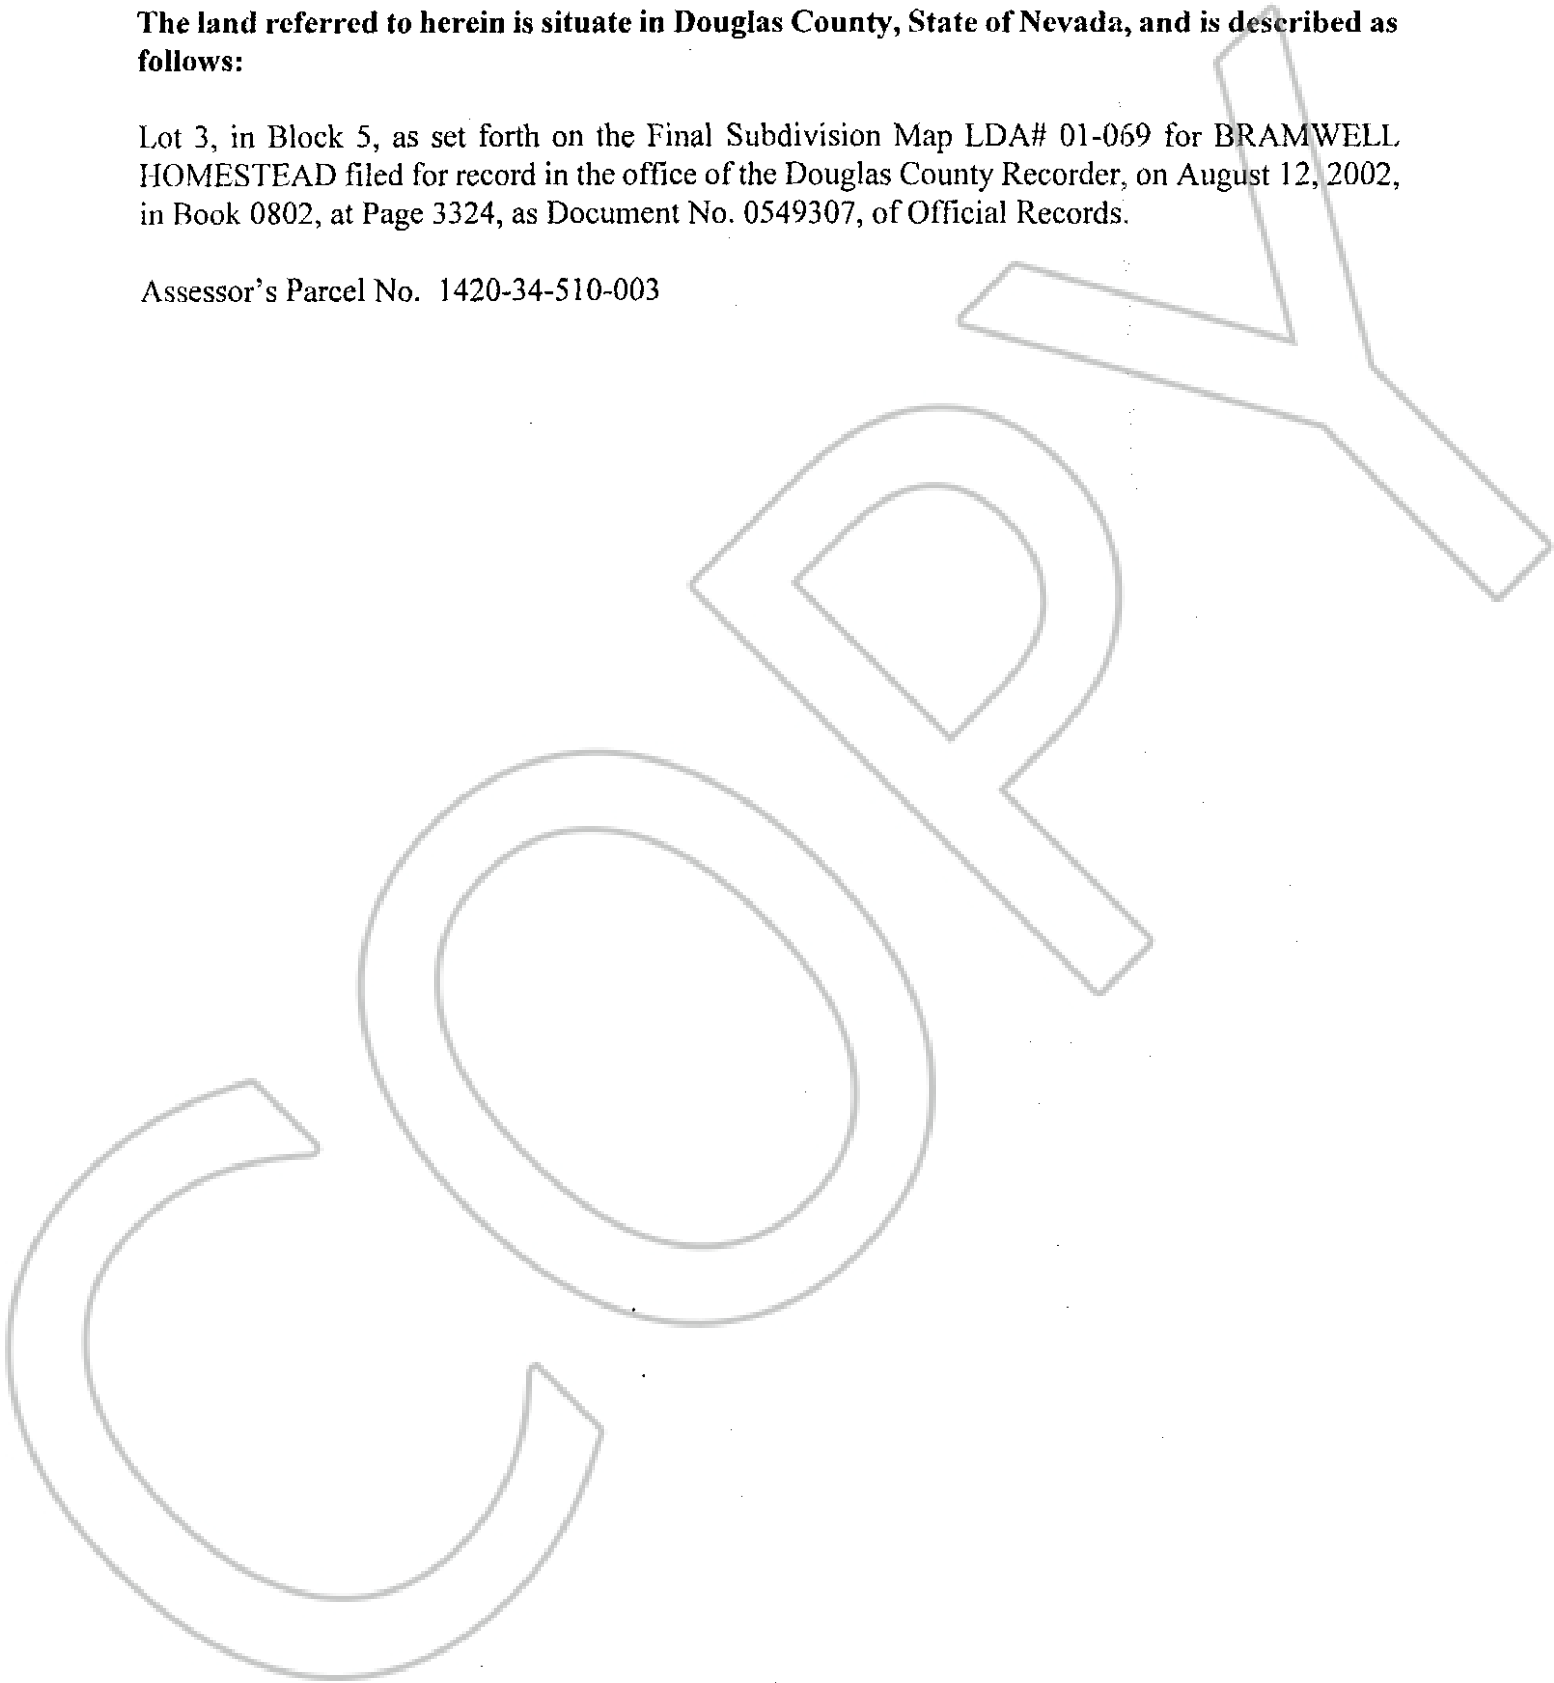 The land referred to herein is situate in Douglas County, State of Nevada, and is described as
follows:
Lot 3, in Block 5, as set forth on the Final Subdivision Map LDA# 01-069 for BRAMWELL
HOMESTEAD filed for record in the office of the Douglas County Recorder, on August 12, 2002,
in Book 0802, at Page 3324, as Document No. 0549307, of Official Records.
Assessor's Parcel No. 1420-34-510-003
COPY